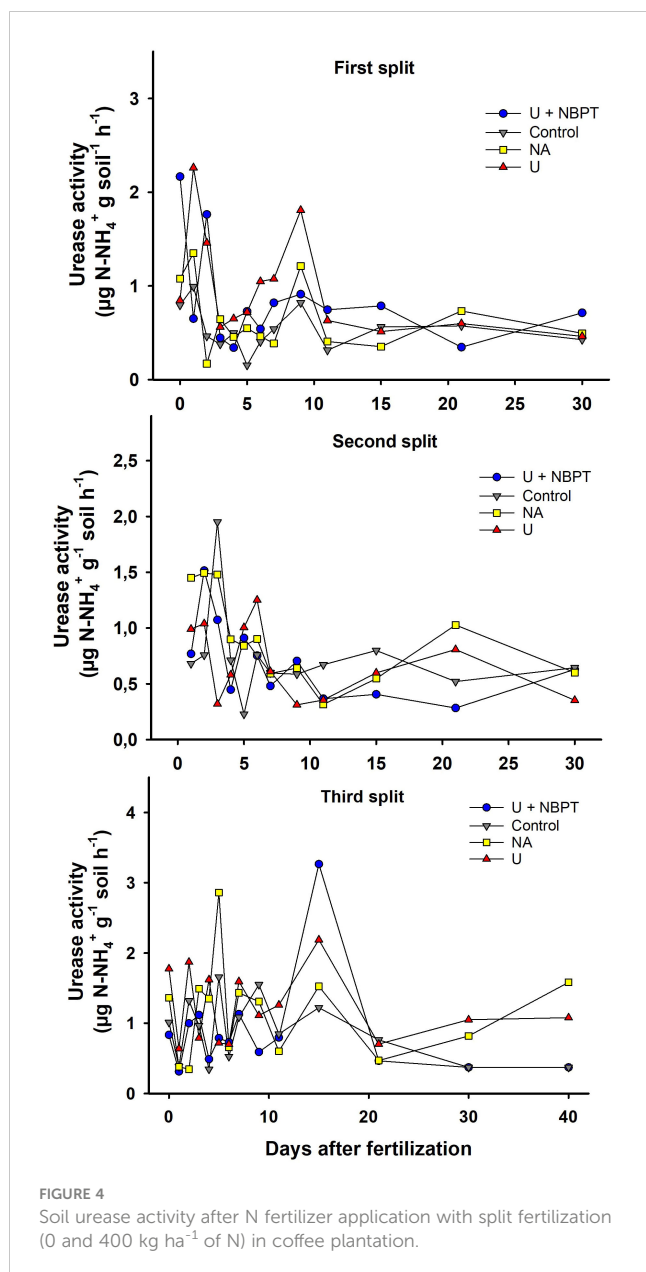 First split
Urease activity
(µg N-NH₄⁺ g soil⁻¹ h⁻¹)
3
2
1
0
U + NBPT
Control
NA
U
0 5 10 15 20 25 30
Second split
Urease activity
(µg N-NH₄⁺ g⁻¹ soil h⁻¹)
2,5
2,0
1,5
1,0
0,5
0,0
U + NBPT
Control
NA
U
0 5 10 15 20 25 30
Third split
Urease activity
(µg N-NH₄⁺ g⁻¹ soil h⁻¹)
4
3
2
1
0
U + NBPT
Control
NA
U
0 10 20 30 40
Days after fertilization
FIGURE 4
Soil urease activity after N fertilizer application with split fertilization
(0 and 400 kg ha⁻¹ of N) in coffee plantation.